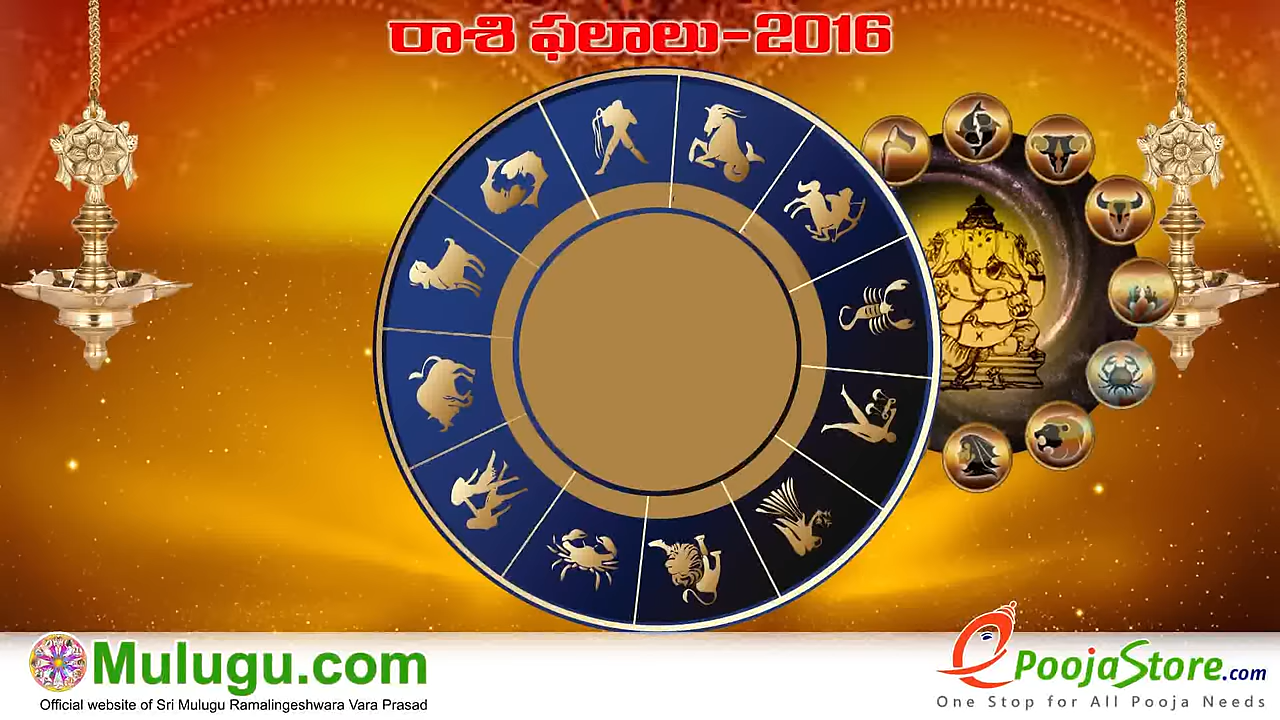 రాశి ఫలాలు-2016
Mulugu.com
Official website of Sri Mulugu Ramalingeshwara Vara Prasad
ePoojaStore.com
One Stop for All Pooja Needs